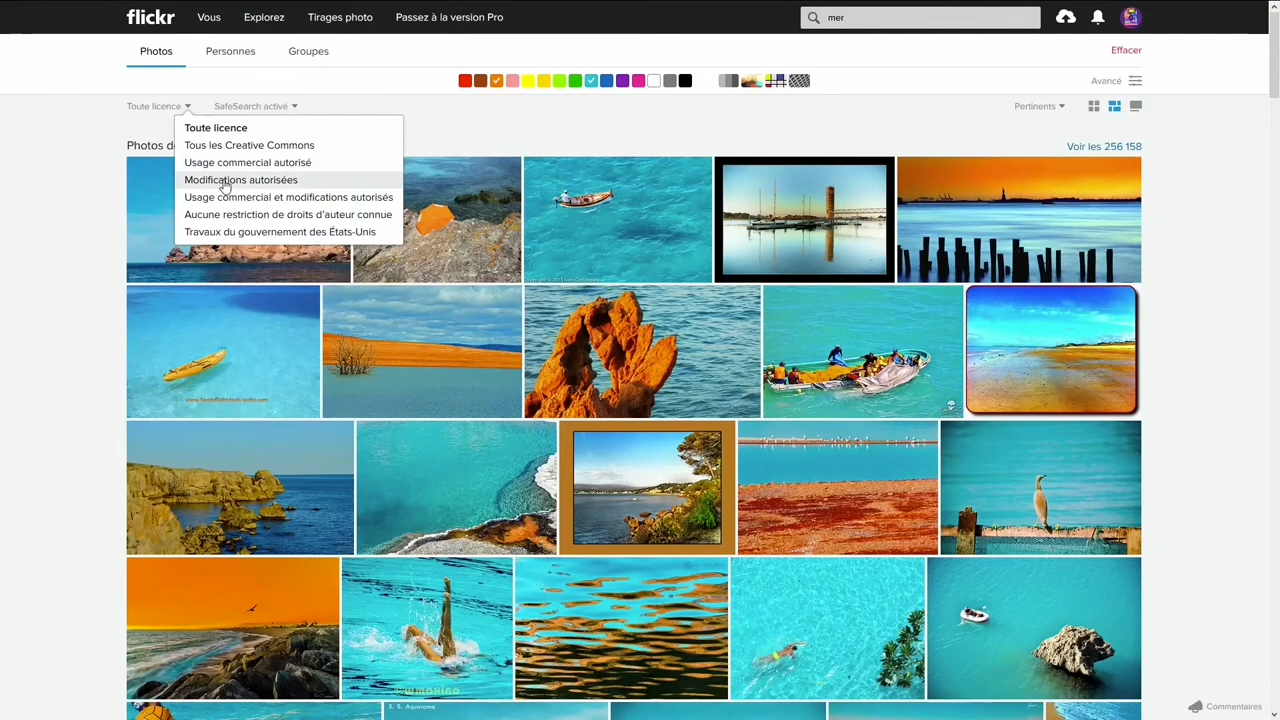 flickr Vous Explorez Tirages photo Passez à la version Pro mer
Photos Personnes Groupes Effacer
Avancé
Toute licence SafeSearch activé Pertinents
Toute licence
Tous les Creative Commons
Usage commercial autorisé
Modifications autorisées
Usage commercial et modifications autorisés
Aucune restriction de droits d'auteur connue
Travaux du gouvernement des États-Unis
Photos de
Voir les 256 158
S. S. Aquarama
Commentaires